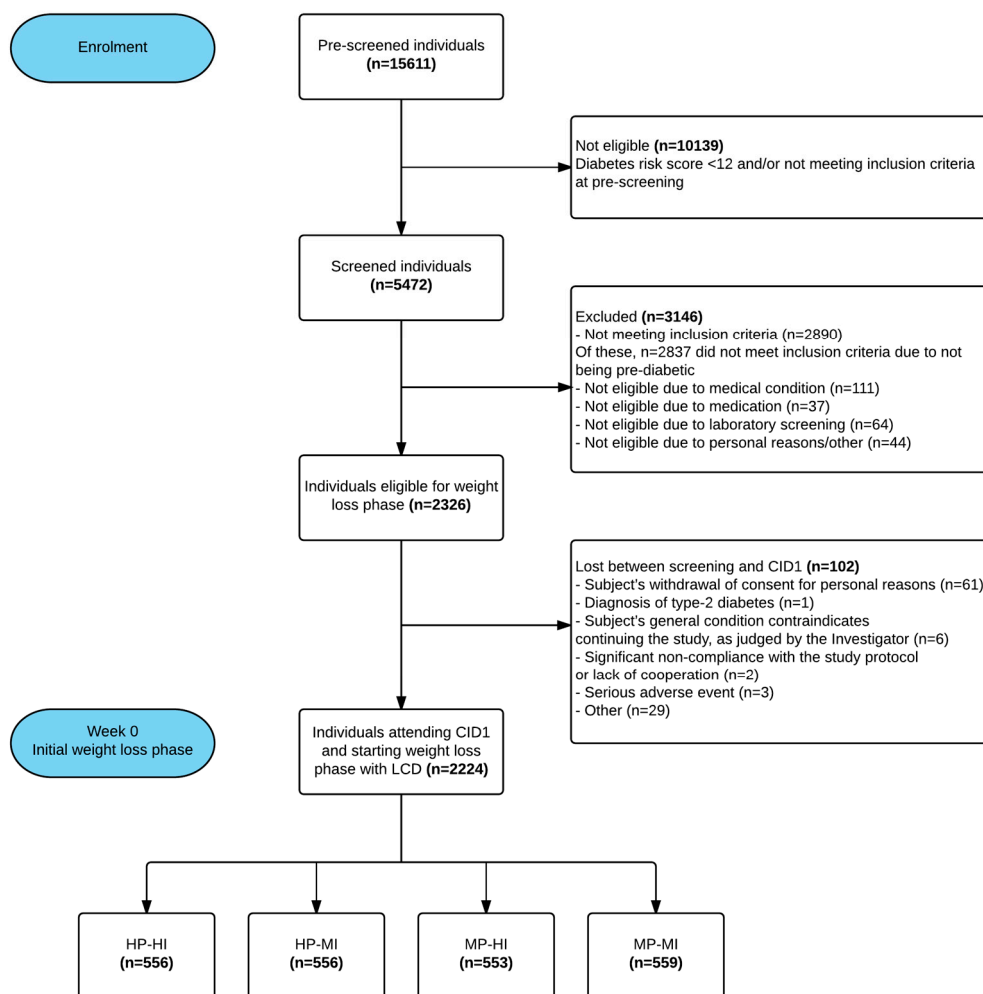 Enrolment
Pre-screened individuals
(n=15611)
Not eligible (n=10139)
Diabetes risk score <12 and/or not meeting inclusion criteria
at pre-screening
Screened individuals
(n=5472)
Excluded (n=3146)
- Not meeting inclusion criteria (n=2890)
Of these, n=2837 did not meet inclusion criteria due to not
being pre-diabetic
- Not eligible due to medical condition (n=111)
- Not eligible due to medication (n=37)
- Not eligible due to laboratory screening (n=64)
- Not eligible due to personal reasons/other (n=44)
Individuals eligible for weight
loss phase (n=2326)
Lost between screening and CID1 (n=102)
- Subject's withdrawal of consent for personal reasons (n=61)
- Diagnosis of type-2 diabetes (n=1)
- Subject's general condition contraindicates
continuing the study, as judged by the Investigator (n=6)
- Significant non-compliance with the study protocol
or lack of cooperation (n=2)
- Serious adverse event (n=3)
- Other (n=29)
Week 0
Initial weight loss phase
Individuals attending CID1
and starting weight loss
phase with LCD (n=2224)
HP-HI
(n=556)
HP-MI
(n=556)
MP-HI
(n=553)
MP-MI
(n=559)